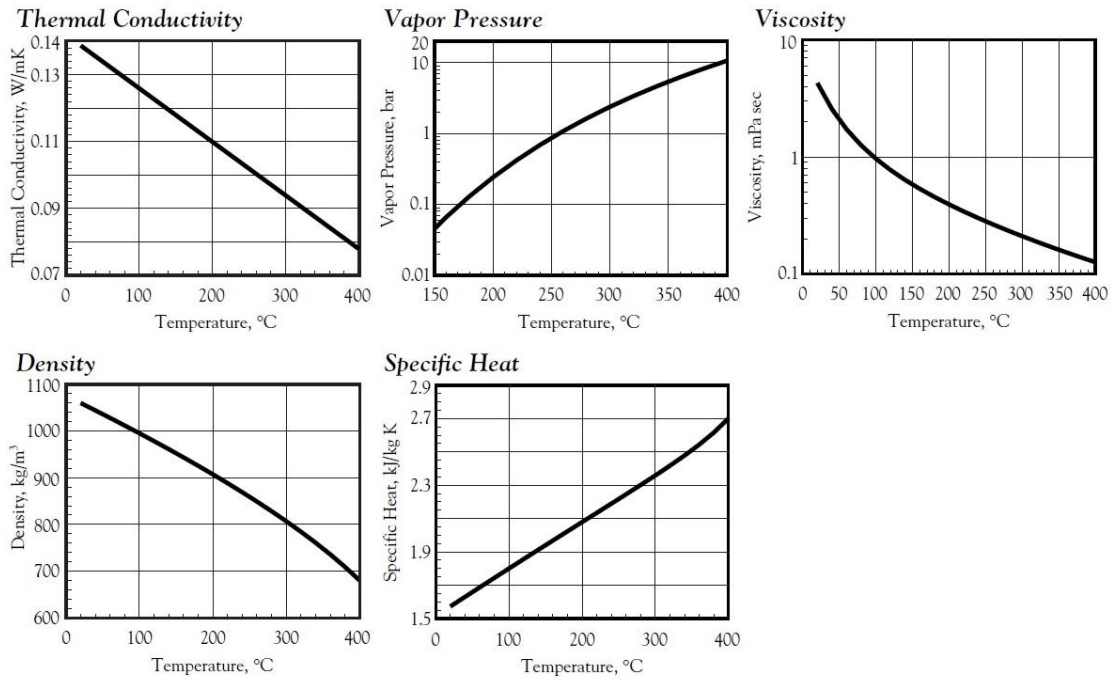 Thermal Conductivity
Thermal Conductivity, W/mK
0.14
0.13
0.11
0.09
0.07
0 100 200 300 400
Temperature, °C
Vapor Pressure
Vapor Pressure, bar
20
10
1
0.1
0.01
150 200 250 300 350 400
Temperature, °C
Viscosity
Viscosity, mPa sec
10
1
0.1
0 50 100 150 200 250 300 350 400
Temperature, °C
Density
Density, kg/m³
1100
1000
900
800
700
600
0 100 200 300 400
Temperature, °C
Specific Heat
Specific Heat, kJ/kg K
2.9
2.7
2.3
1.9
1.5
0 100 200 300 400
Temperature, °C